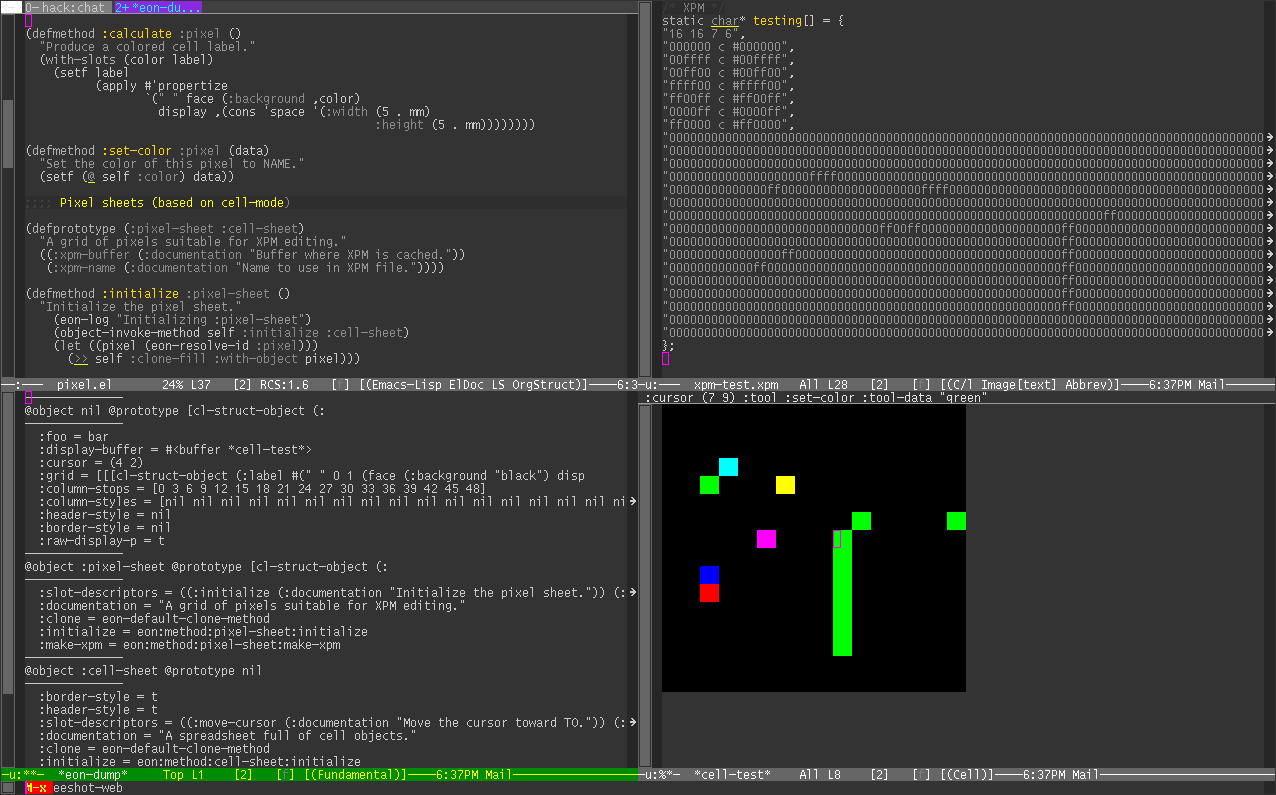 0-hack:chat 2+*eon-du...
(defmethod :calculate :pixel ()
"Produce a colored cell label."
(with-slots (color label)
(setf label
(apply #'propertize
`(" " face (:background ,color)
display ,(cons 'space '(:width (5 . mm)
:height (5 . mm))))))))
(defmethod :set-color :pixel (data)
"Set the color of this pixel to NAME."
(setf (@ self :color) data))
;;;; Pixel sheets (based on cell-mode)
(defprototype (:pixel-sheet :cell-sheet)
"A grid of pixels suitable for XPM editing."
((:xpm-buffer (:documentation "Buffer where XPM is cached."))
(:xpm-name (:documentation "Name to use in XPM file."))))
(defmethod :initialize :pixel-sheet ()
"Initialize the pixel sheet."
(eon-log "Initializing :pixel-sheet")
(object-invoke-method self :initialize :cell-sheet)
(let ((pixel (eon-resolve-id :pixel)))
(>> self :clone-fill :with-object pixel)))
--:--- pixel.el 24% L37 [2] RCS:1.6 [f] [(Emacs-Lisp ElDoc LS OrgStruct)]----6:3
/* XPM */
static char* testing[] = {
"16 16 7 6",
"000000 c #000000",
"00ffff c #00ffff",
"00ff00 c #00ff00",
"ffff00 c #ffff00",
"ff00ff c #ff00ff",
"0000ff c #0000ff",
"ff0000 c #ff0000",
"0000000000000000000000000000000000000000000000000000000000000000000000000000000000000
"0000000000000000000000000000000000000000000000000000000000000000000000000000000000000
"0000000000000000000000000000000000000000000000000000000000000000000000000000000000000
"00000000000000000000ffff0000000000000000000000000000000000000000000000000000000000000
"00000000000000ff00000000000000000000ffff000000000000000000000000000000000000000000000
"0000000000000000000000000000000000000000000000000000000000000000000000000000000000000
"00000000000000000000000000000000000000000000000000000000000000ff000000000000000000000
"000000000000000000000000000000ff00ff00000000000000000000ff000000000000000000000000000
"00000000000000000000000000000000000000000000000000000000ff000000000000000000000000000
"0000000000000000ff00000000000000000000000000000000000000ff000000000000000000000000000
"000000000000ff000000000000000000000000000000000000000000ff000000000000000000000000000
"00000000000000000000000000000000000000000000000000000000ff000000000000000000000000000
"00000000000000000000000000000000000000000000000000000000ff000000000000000000000000000
"00000000000000000000000000000000000000000000000000000000ff000000000000000000000000000
"0000000000000000000000000000000000000000000000000000000000000000000000000000000000000
"0000000000000000000000000000000000000000000000000000000000000000000000000000000000000
};
-u:--- xpm-test.xpm All L28 [2] [f] [(C/l Image[text] Abbrev)]----6:37PM Mail---
@object nil @prototype [cl-struct-object (:
:foo = bar
:display-buffer = #<buffer *cell-test*>
:cursor = (4 2)
:grid = [[[cl-struct-object (:label #(" " 0 1 (face (:background "black") disp
:column-stops = [0 3 6 9 12 15 18 21 24 27 30 33 36 39 42 45 48]
:column-styles = [nil nil nil nil nil nil nil nil nil nil nil nil nil nil nil nil ni
:header-style = nil
:border-style = nil
:raw-display-p = t
@object :pixel-sheet @prototype [cl-struct-object (:
:slot-descriptors = ((:initialize (:documentation "Initialize the pixel sheet.")) (:
:documentation = "A grid of pixels suitable for XPM editing."
:clone = eon-default-clone-method
:initialize = eon:method:pixel-sheet:initialize
:make-xpm = eon:method:pixel-sheet:make-xpm
@object :cell-sheet @prototype nil
:border-style = t
:header-style = t
:slot-descriptors = ((:move-cursor (:documentation "Move the cursor toward TO.")) (:
:documentation = "A spreadsheet full of cell objects."
:clone = eon-default-clone-method
:initialize = eon:method:cell-sheet:initialize
-u:**- *eon-dump* Top L1 [2] [f] [(Fundamental)]----6:37PM Mail---
:cursor (7 9) :tool :set-color :tool-data "green"
-u:%*- *cell-test* All L8 [2] [f] [(Cell)]----6:37PM Mail---
M-x eeshot-web